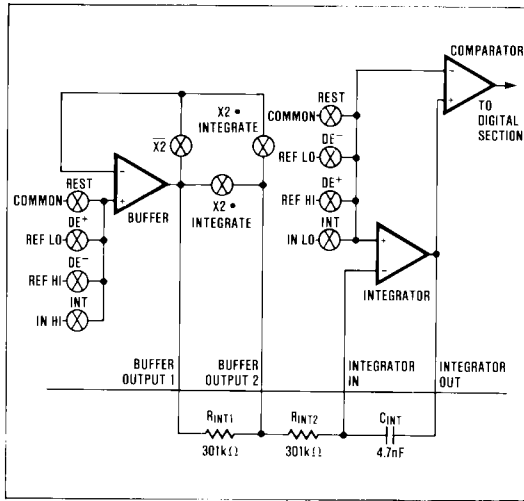 COMPARATOR
TO
DIGITAL
SECTION
REST
COMMON
DE⁻
REF LO
DE⁺
REF HI
INT
IN LO
INTEGRATOR
X2 •
INTEGRATE
X̅2̅
X2 •
INTEGRATE
BUFFER
REST
COMMON
DE⁺
REF LO
DE⁻
REF HI
INT
IN HI
BUFFER
OUTPUT 1
BUFFER
OUTPUT 2
INTEGRATOR
IN
INTEGRATOR
OUT
RINT1
301kΩ
RINT2
301kΩ
CINT
4.7nF